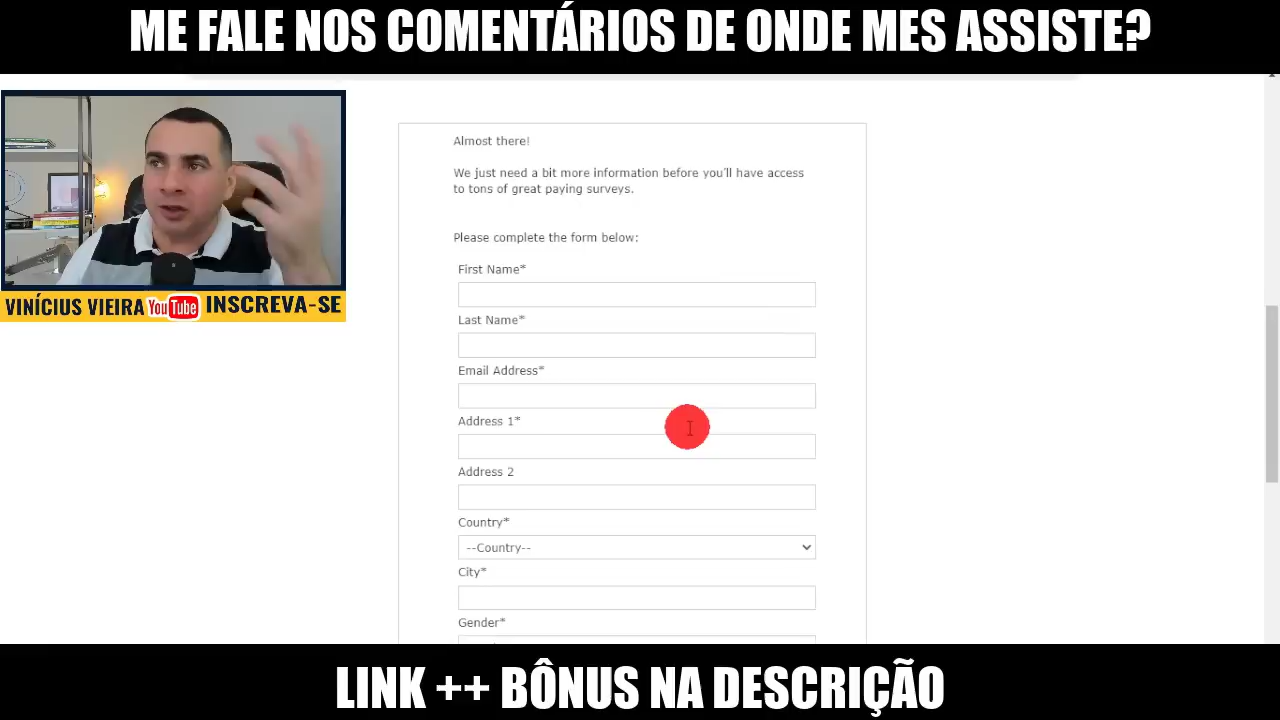 ME FALE NOS COMENTÁRIOS DE ONDE MES ASSISTE?
VINÍCIUS VIEIRA YouTube INSCREVA-SE
Almost there!
We just need a bit more information before you'll have access
to tons of great paying surveys.
Please complete the form below:
First Name*
Last Name*
Email Address*
Address 1*
Address 2
Country*
--Country--
City*
Gender*
LINK ++ BÔNUS NA DESCRIÇÃO